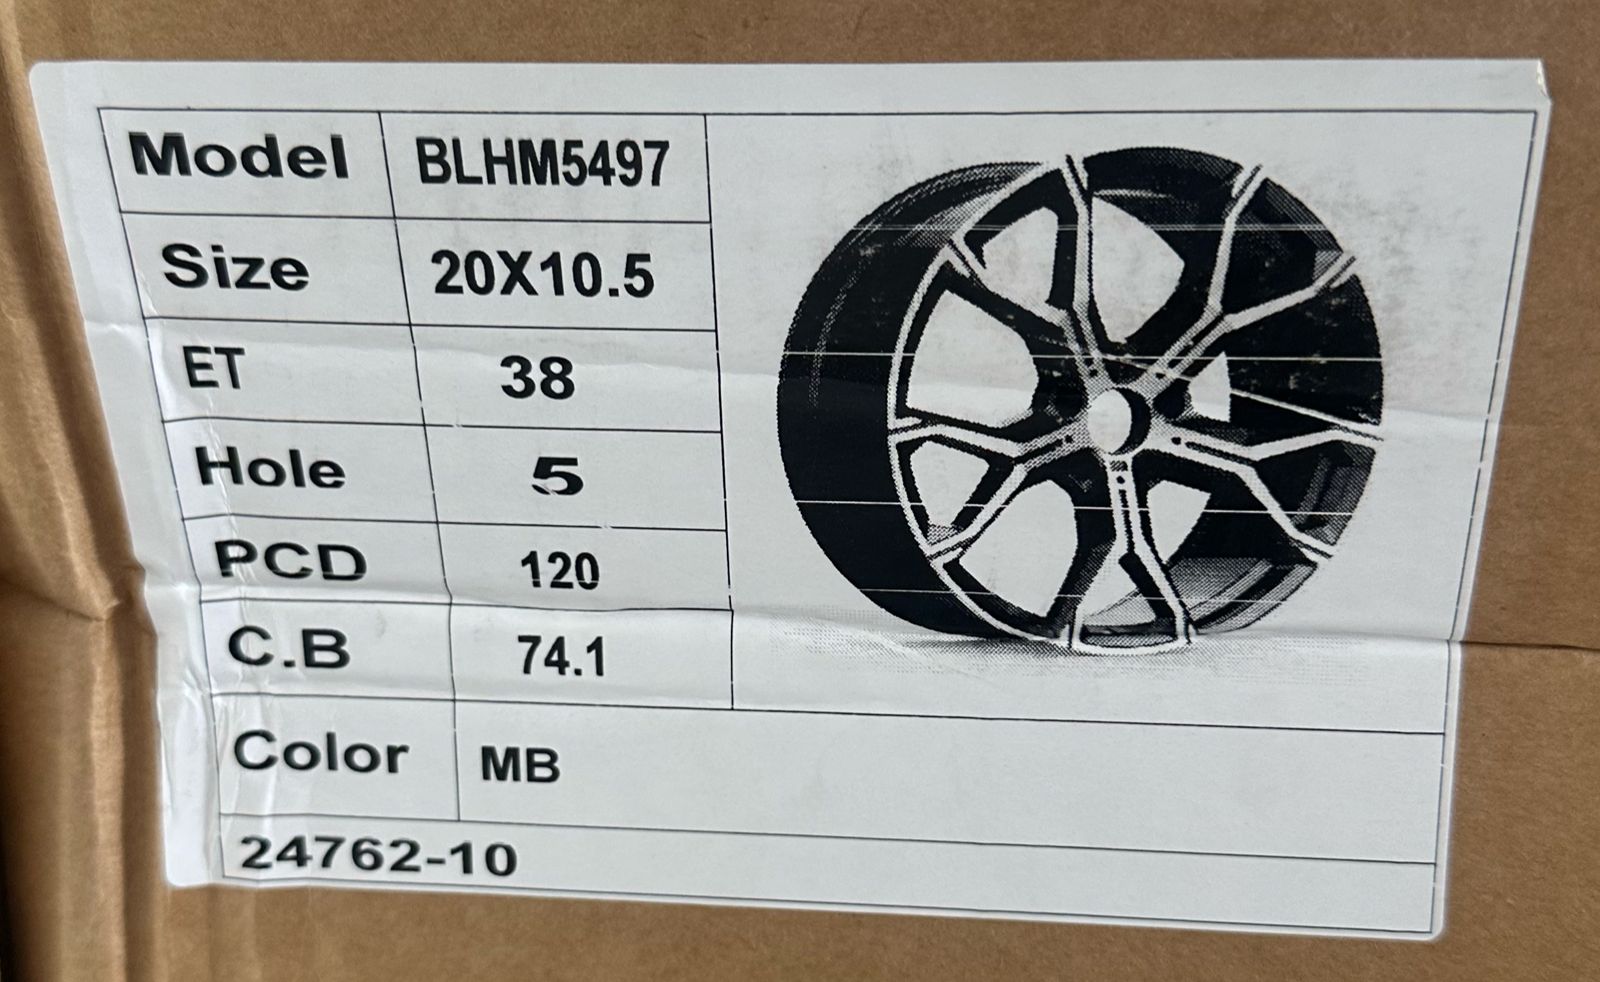 Model BLHM5497
Size 20X10.5
ET 38
Hole 5
PCD 120
C.B 74.1
Color MB
24762-10